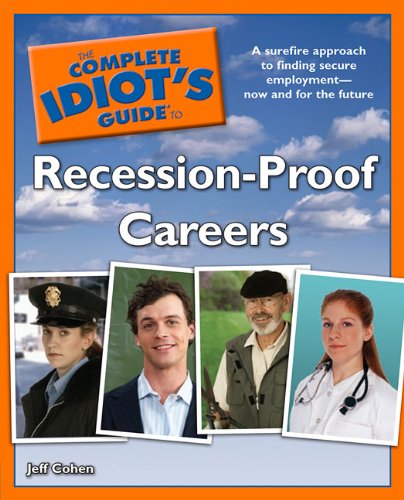 THE
COMPLETE
IDIOT'S
GUIDE® TO
A surefire approach
to finding secure
employment—
now and for the future
Recession-Proof
Careers
Jeff Cohen